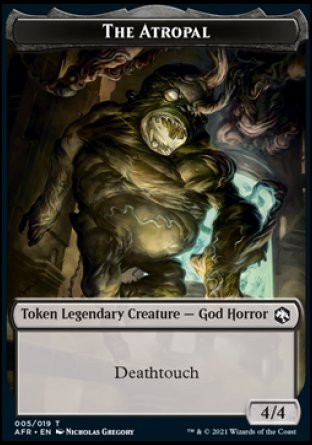 The Atropal
Token Legendary Creature — God Horror
Deathtouch
4/4
005/019 T
AFR • EN Nicholas Gregory
™ & © 2021 Wizards of the Coast